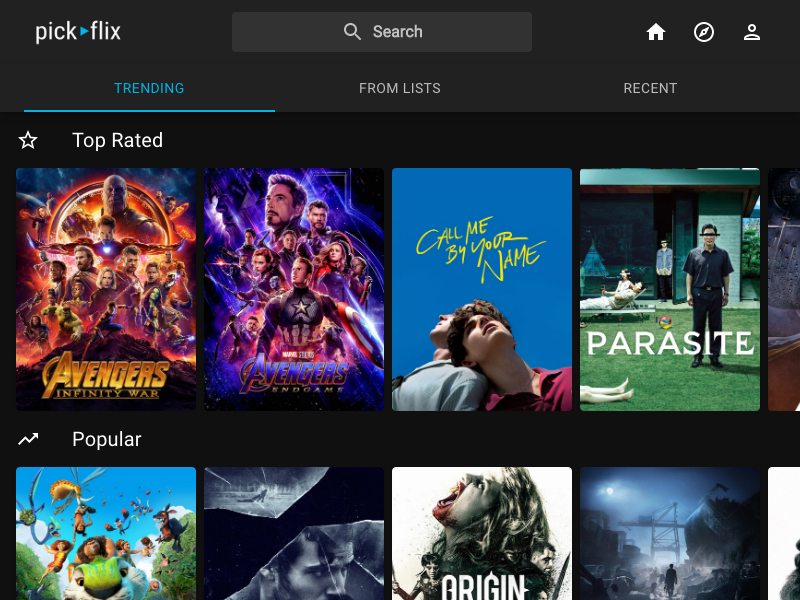 pick flix
Search
TRENDING
FROM LISTS
RECENT
Top Rated
AVENGERS
INFINITY WAR
MARVEL STUDIOS
AVENGERS
ENDGAME
CALL ME
BY YOUR
NAME
PARASITE
Popular
ORIGIN